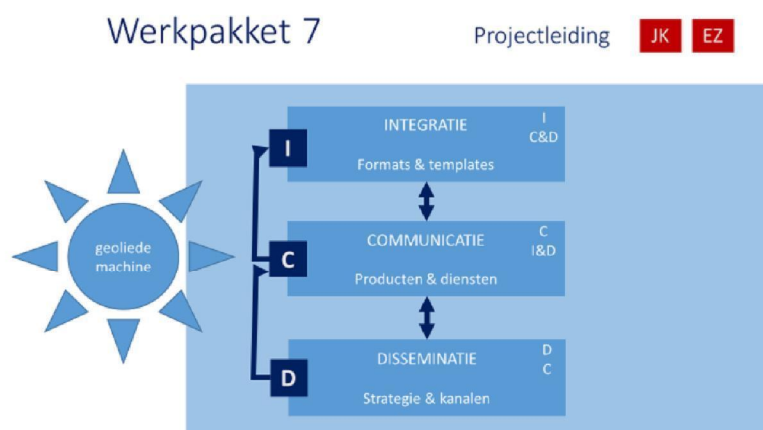 Werkpakket 7
Projectleiding JK EZ
I
INTEGRATIE
Formats & templates
I
C&D
geoliede
machine
C
COMMUNICATIE
Producten & diensten
C
I&D
D
DISSEMINATIE
Strategie & kanalen
D
C